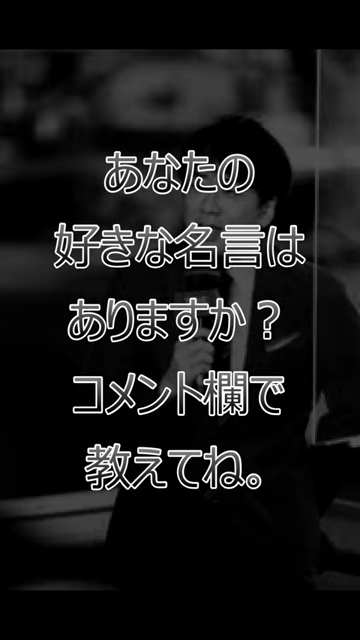 あなたの
好きな名言は
ありますか？
コメント欄で
教えてね。